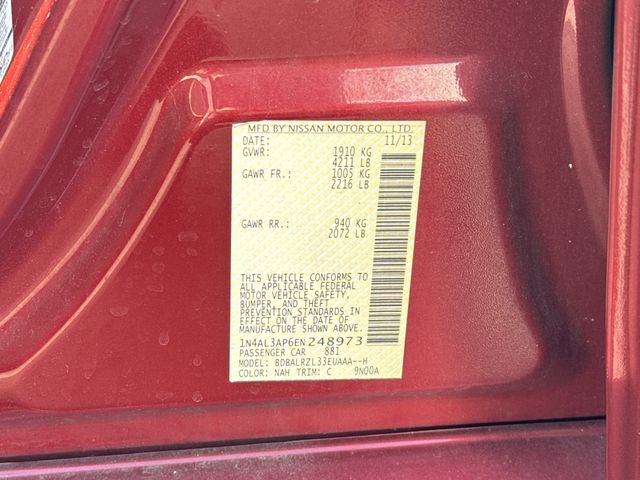 MFD BY NISSAN MOTOR CO., LTD.
DATE: 11/13
GVWR: 1910 KG
4211 LB
GAWR FR.: 1005 KG
2216 LB
GAWR RR.: 940 KG
2072 LB
THIS VEHICLE CONFORMS TO
ALL APPLICABLE FEDERAL
MOTOR VEHICLE SAFETY,
BUMPER, AND THEFT
PREVENTION STANDARDS IN
EFFECT ON THE DATE OF
MANUFACTURE SHOWN ABOVE.
1N4AL3AP6EN248973
PASSENGER CAR 881
MODEL: BDBALRZL33EUAAA--H
COLOR: NAH TRIM: C 9N00A